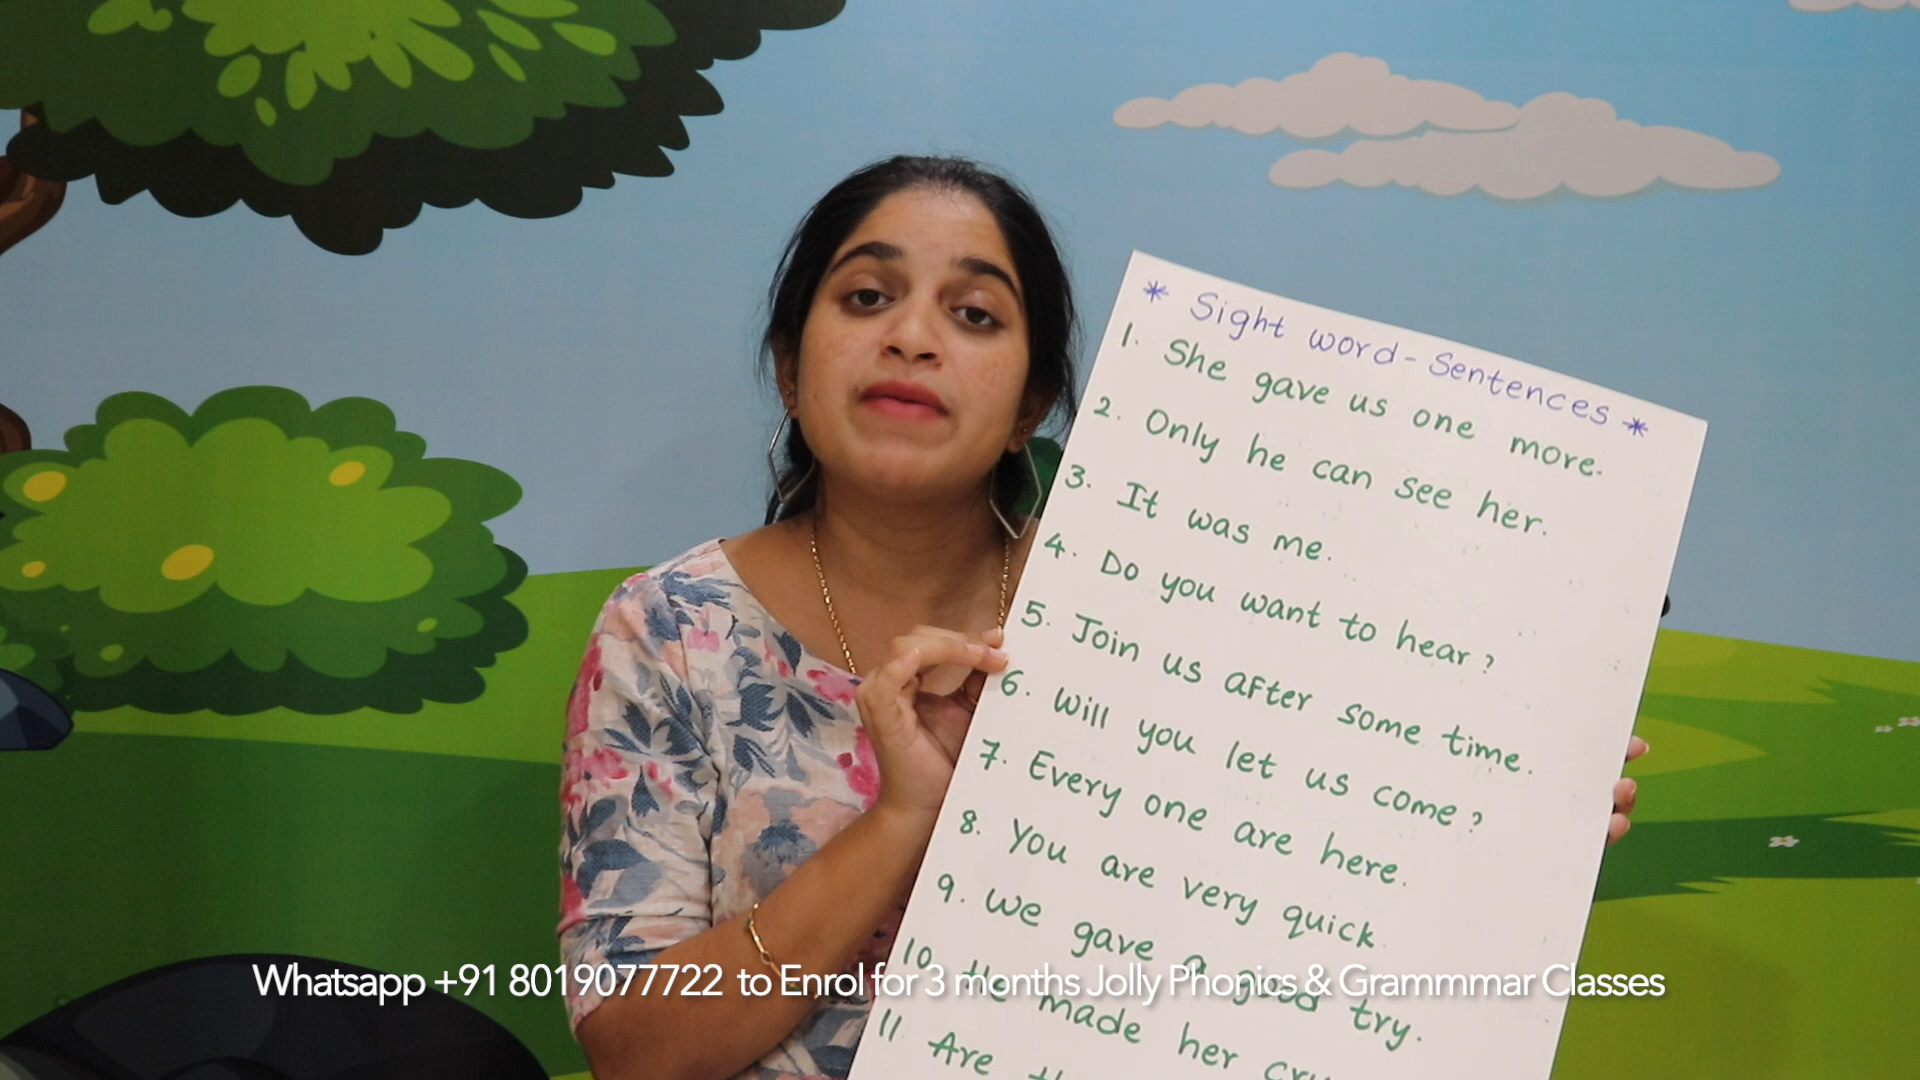 * Sight word - Sentences *
1. She gave us one more.
2. Only he can see her.
3. It was me.
4. Do you want to hear?
5. Join us after some time.
6. Will you let us come?
7. Every one are here.
8. You are very quick.
9. We gave a good try.
10. He made her
11. Are
Whatsapp +91 8019077722 to Enrol for 3 months Jolly Phonics & Grammmar Classes